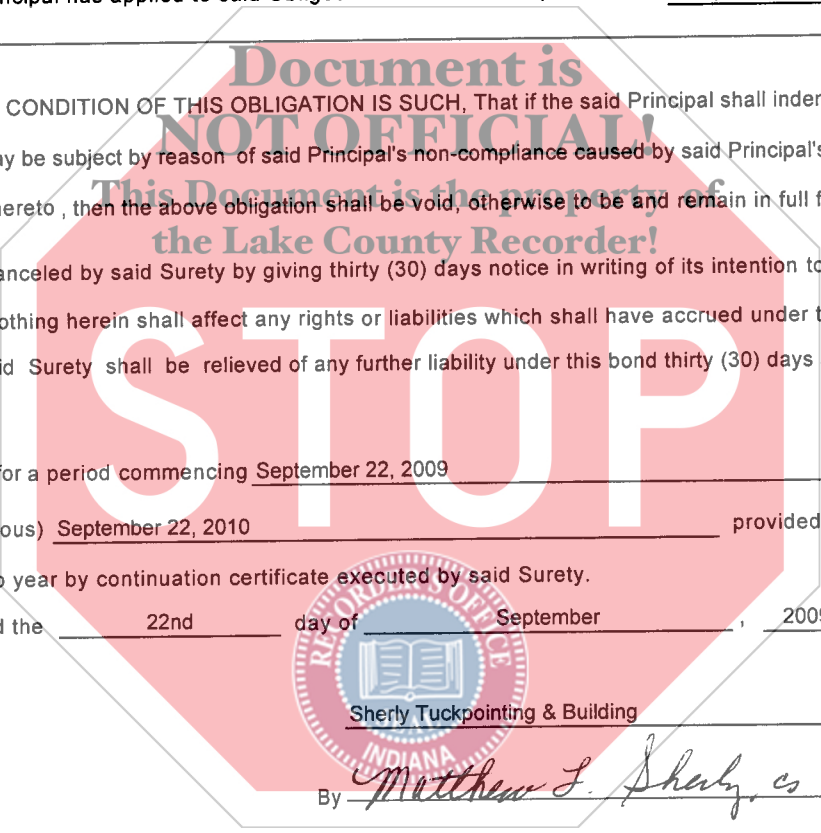 Document is
CONDITION OF THIS OBLIGATION IS SUCH, That if the said Principal shall inder
NOT OFFICIAL!
ay be subject by reason of said Principal's non-compliance caused by said Principal's
This Document is the property of
hereto , then the above obligation shall be void, otherwise to be and remain in full f
the Lake County Recorder!
anceled by said Surety by giving thirty (30) days notice in writing of its intention to
othing herein shall affect any rights or liabilities which shall have accrued under t
id Surety shall be relieved of any further liability under this bond thirty (30) days
STOP
for a period commencing September 22, 2009
ous) September 22, 2010 provided
o year by continuation certificate executed by said Surety.
d the 22nd day of September , 2009
RECORDER'S OFFICE
Sherly Tuckpointing & Building
SEAL
INDIANA
By Matthew L. Sherly, cs